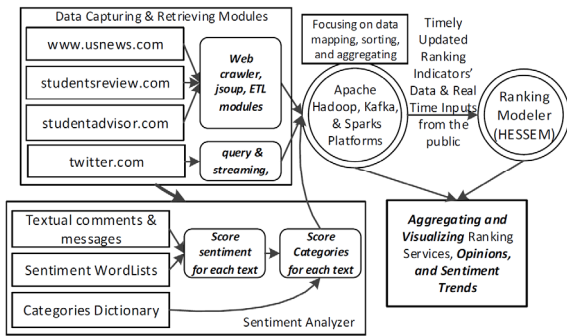 Data Capturing & Retrieving Modules
www.usnews.com
studentsreview.com
studentadvisor.com
twitter.com
Web
crawler,
jsoup, ETL
modules
query &
streaming,
Focusing on data
mapping, sorting,
and aggregating
Apache
Hadoop, Kafka,
& Sparks
Platforms
Timely
Updated
Ranking
Indicators’
Data & Real
Time Inputs
from the
public
Ranking
Modeler
(HESSEM)
Textual comments &
messages
Sentiment WordLists
Categories Dictionary
Score
sentiment
for each text
Score
Categories
for each text
Sentiment Analyzer
Aggregating and
Visualizing Ranking
Services, Opinions,
and Sentiment
Trends